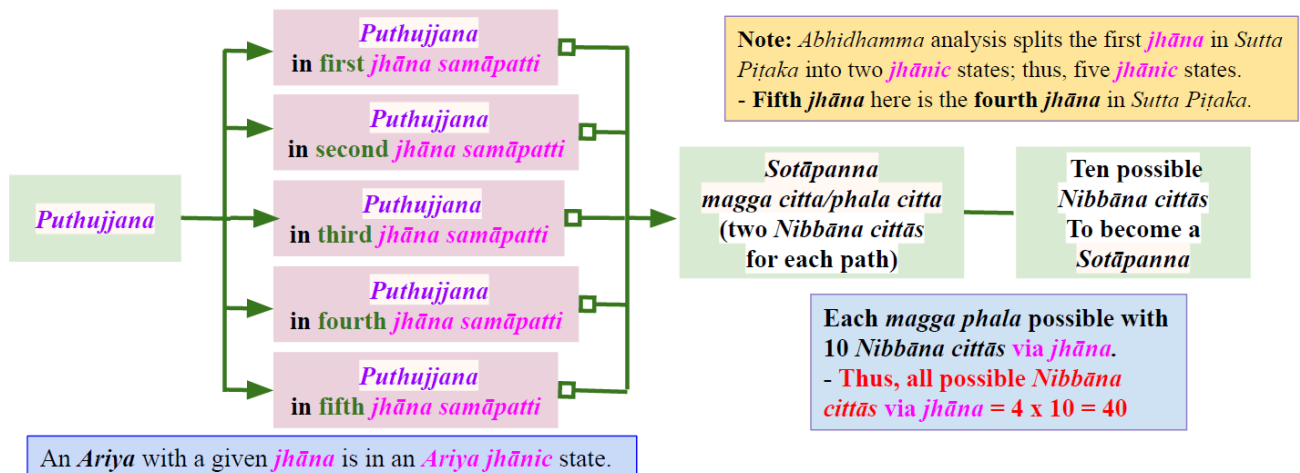 Puthujjana
Puthujjana
in first jhāna samāpatti
Puthujjana
in second jhāna samāpatti
Puthujjana
in third jhāna samāpatti
Puthujjana
in fourth jhāna samāpatti
Puthujjana
in fifth jhāna samāpatti
Note: Abhidhamma analysis splits the first jhāna in Sutta
Piṭaka into two jhānic states; thus, five jhānic states.
- Fifth jhāna here is the fourth jhāna in Sutta Piṭaka.
Sotāpanna
magga citta/phala citta
(two Nibbāna cittās
for each path)
Ten possible
Nibbāna cittās
To become a
Sotāpanna
Each magga phala possible with
10 Nibbāna cittās via jhāna.
- Thus, all possible Nibbāna
cittās via jhāna = 4 x 10 = 40
An Ariya with a given jhāna is in an Ariya jhānic state.